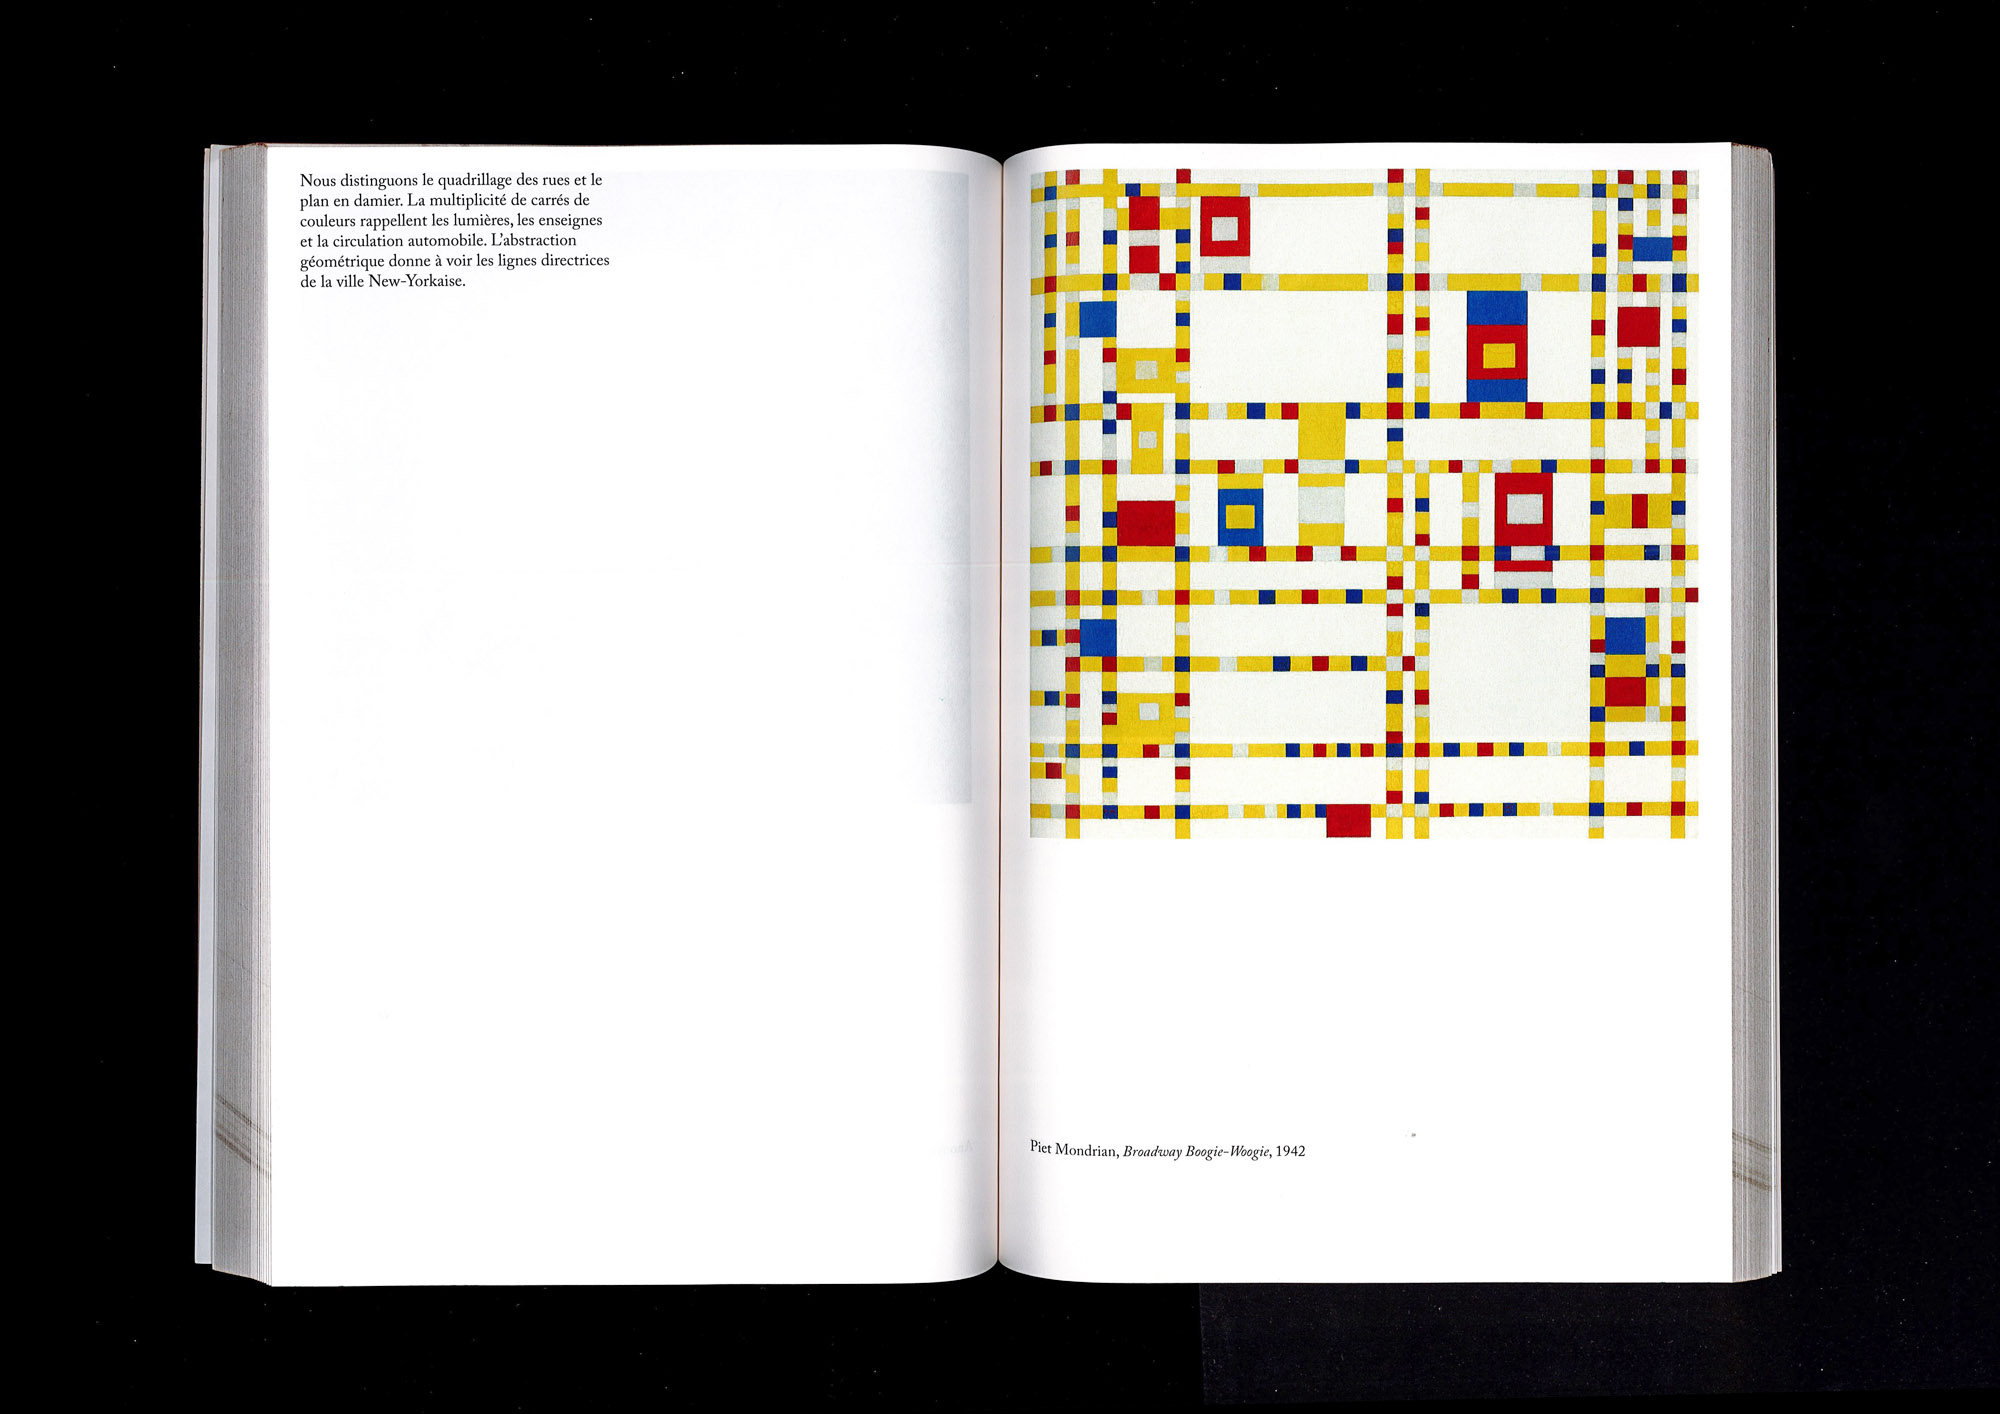 Nous distinguons le quadrillage des rues et le
plan en damier. La multiplicité de carrés de
couleurs rappellent les lumières, les enseignes
et la circulation automobile. L’abstraction
géométrique donne à voir les lignes directrices
de la ville New-Yorkaise.
Piet Mondrian, Broadway Boogie-Woogie, 1942